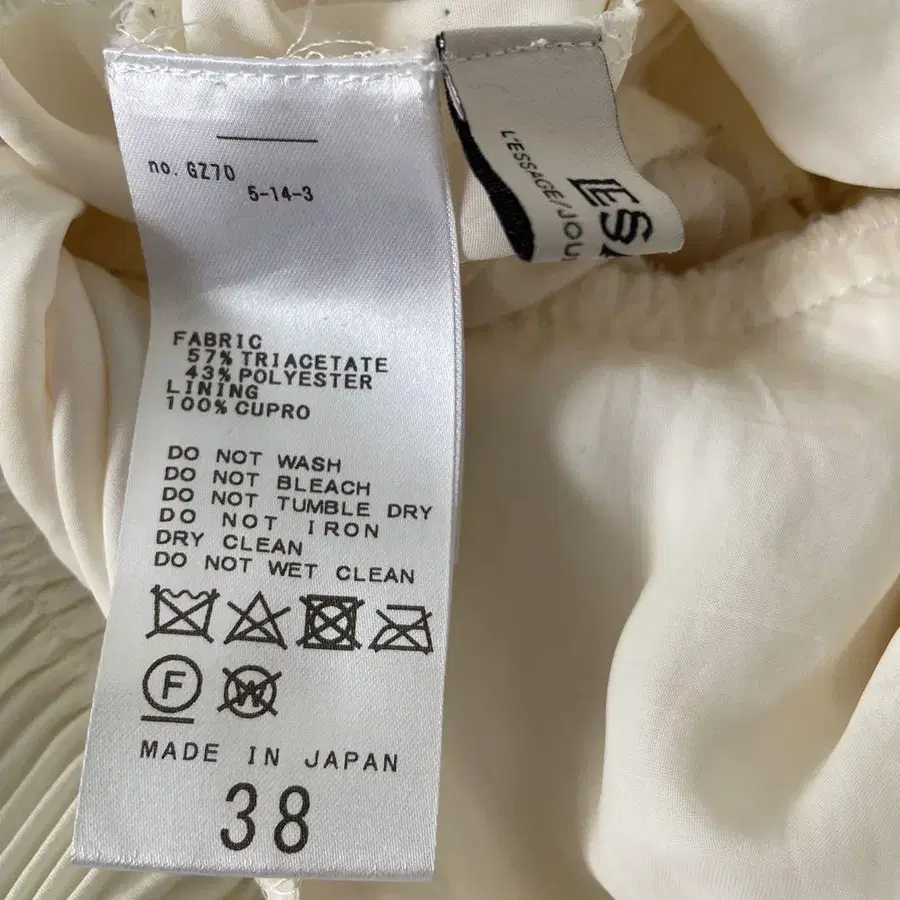 no. GZ70
5-14-3
FABRIC
57% TRIACETATE
43% POLYESTER
LINING
100% CUPRO
DO NOT WASH
DO NOT BLEACH
DO NOT TUMBLE DRY
DO NOT IRON
DRY CLEAN
DO NOT WET CLEAN
F
W
MADE IN JAPAN
38
L'ESSAGE/JOU